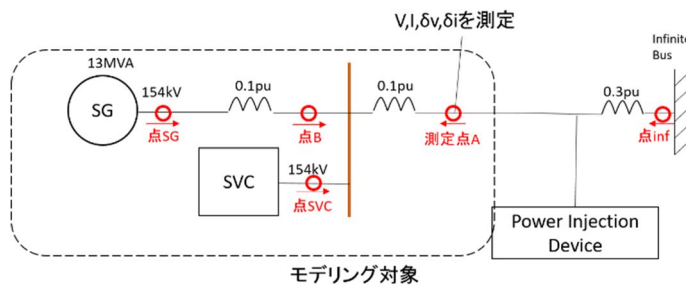 V,I,δv,δiを測定
Infinite
Bus
13MVA
154kV
0.1pu
0.1pu
0.3pu
SG
点SG
点B
測定点A
点inf
SVC
154kV
点SVC
Power Injection
Device
モデリング対象